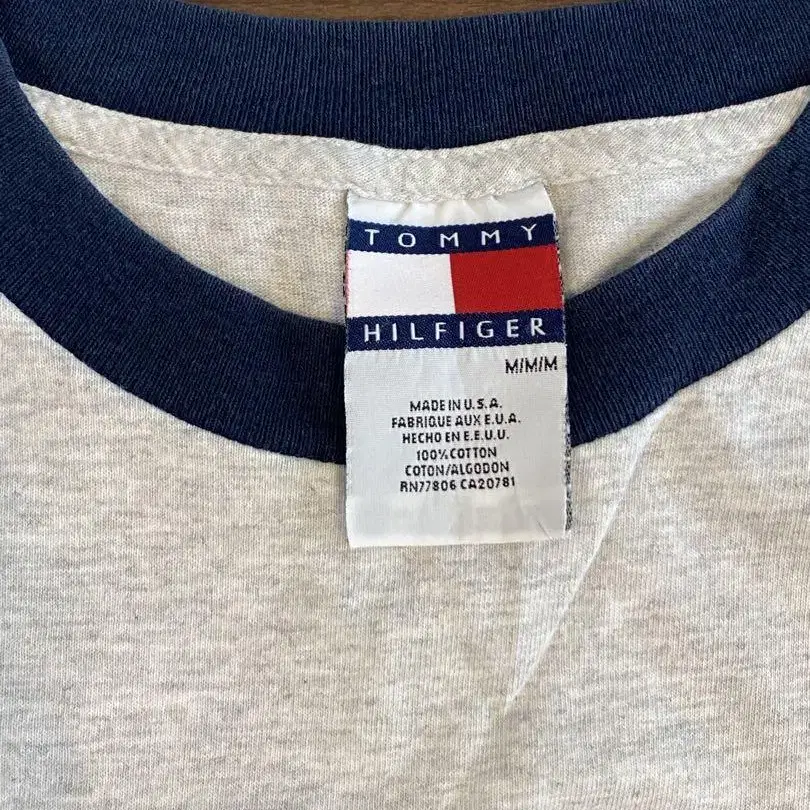 TOMMY
HILFIGER
M/M/M
MADE IN U.S.A.
FABRIQUE AUX E.U.A.
HECHO EN E.E.U.U.
100% COTTON
COTON/ALGODON
RN77806 CA20781